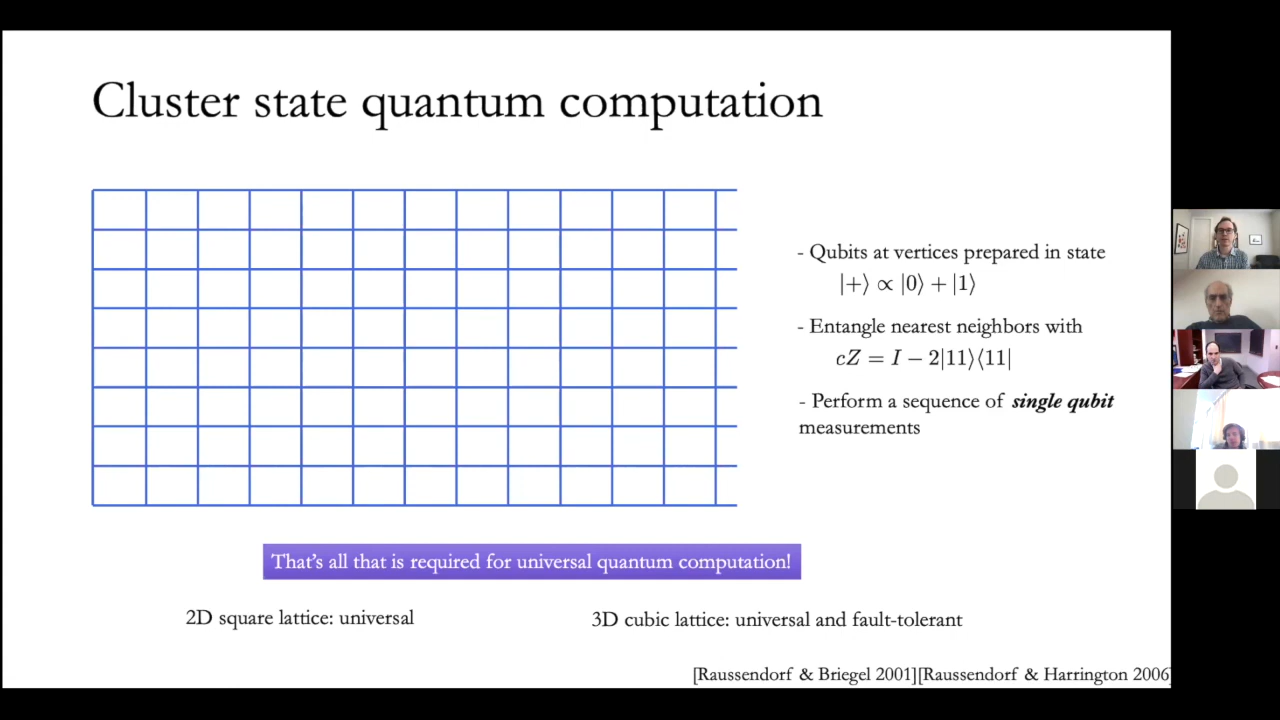 Cluster state quantum computation
- Qubits at vertices prepared in state
|+⟩ ∝ |0⟩ + |1⟩
- Entangle nearest neighbors with
cZ = I − 2|11⟩⟨11|
- Perform a sequence of single qubit
measurements
That's all that is required for universal quantum computation!
2D square lattice: universal
3D cubic lattice: universal and fault-tolerant
[Raussendorf & Briegel 2001][Raussendorf & Harrington 2006]